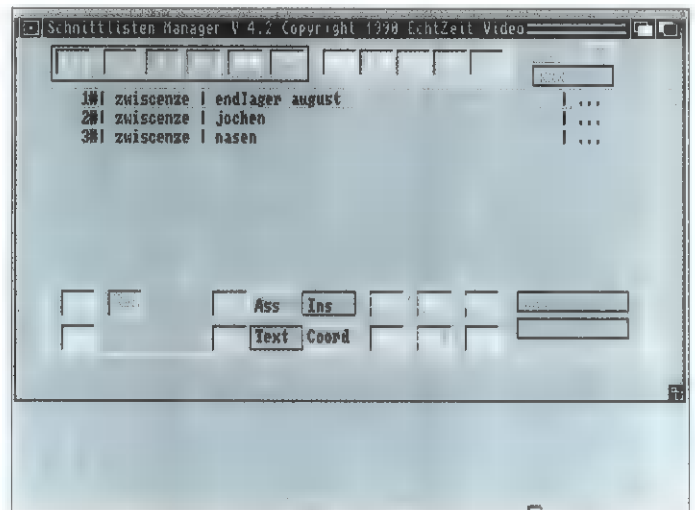 Schnittlisten Manager V 4.2 Copyright 1990 EchtZeit Video
1#| zwiscenze | endlager august | ...
2#| zwiscenze | jochen | ...
3#| zwiscenze | nasen | ...
Ass Ins
Text Coord